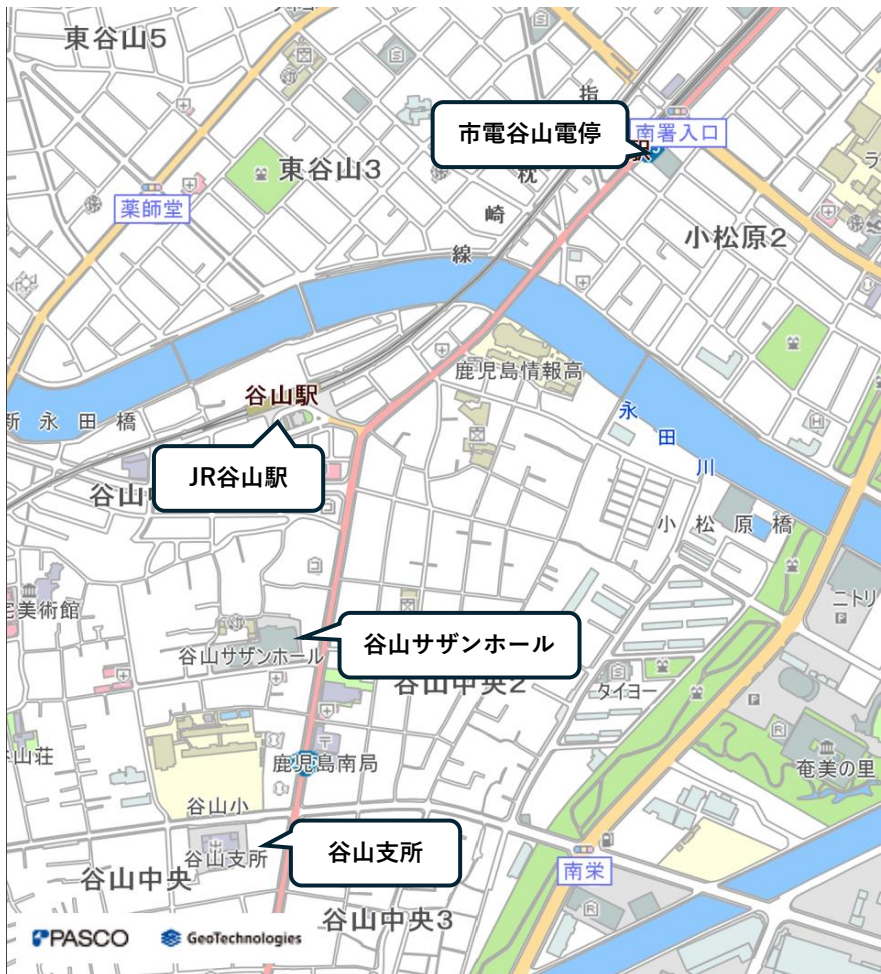 東谷山5
指
市電谷山電停
南署入口
駅
東谷山3
枕
薬師堂
崎
小松原2
線
鹿児島情報高
谷山駅
新永田橋
永
田
川
JR谷山駅
小松原橋
ニトリ
宅美術館
谷山サザンホール
谷山サザンホール
谷山中央2
タイヨー
山荘
鹿児島南局
奄美の里
谷山小
谷山支所
谷山支所
谷山中央
南栄
谷山中央3
PASCO
GeoTechnologies